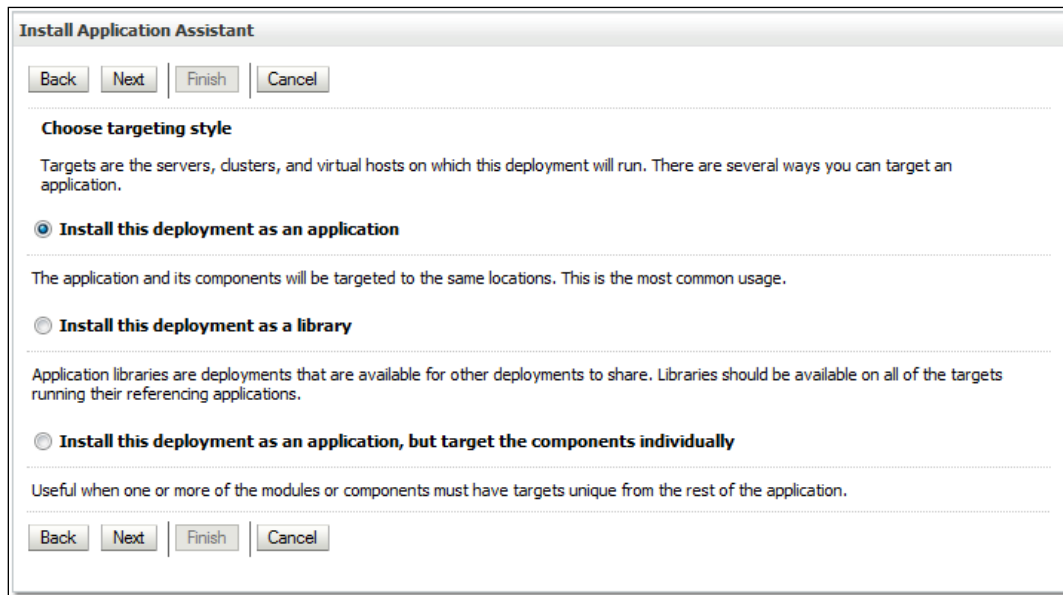 Install Application Assistant
Back Next Finish Cancel
Choose targeting style
Targets are the servers, clusters, and virtual hosts on which this deployment will run. There are several ways you can target an
application.
Install this deployment as an application
The application and its components will be targeted to the same locations. This is the most common usage.
Install this deployment as a library
Application libraries are deployments that are available for other deployments to share. Libraries should be available on all of the targets
running their referencing applications.
Install this deployment as an application, but target the components individually
Useful when one or more of the modules or components must have targets unique from the rest of the application.
Back Next Finish Cancel